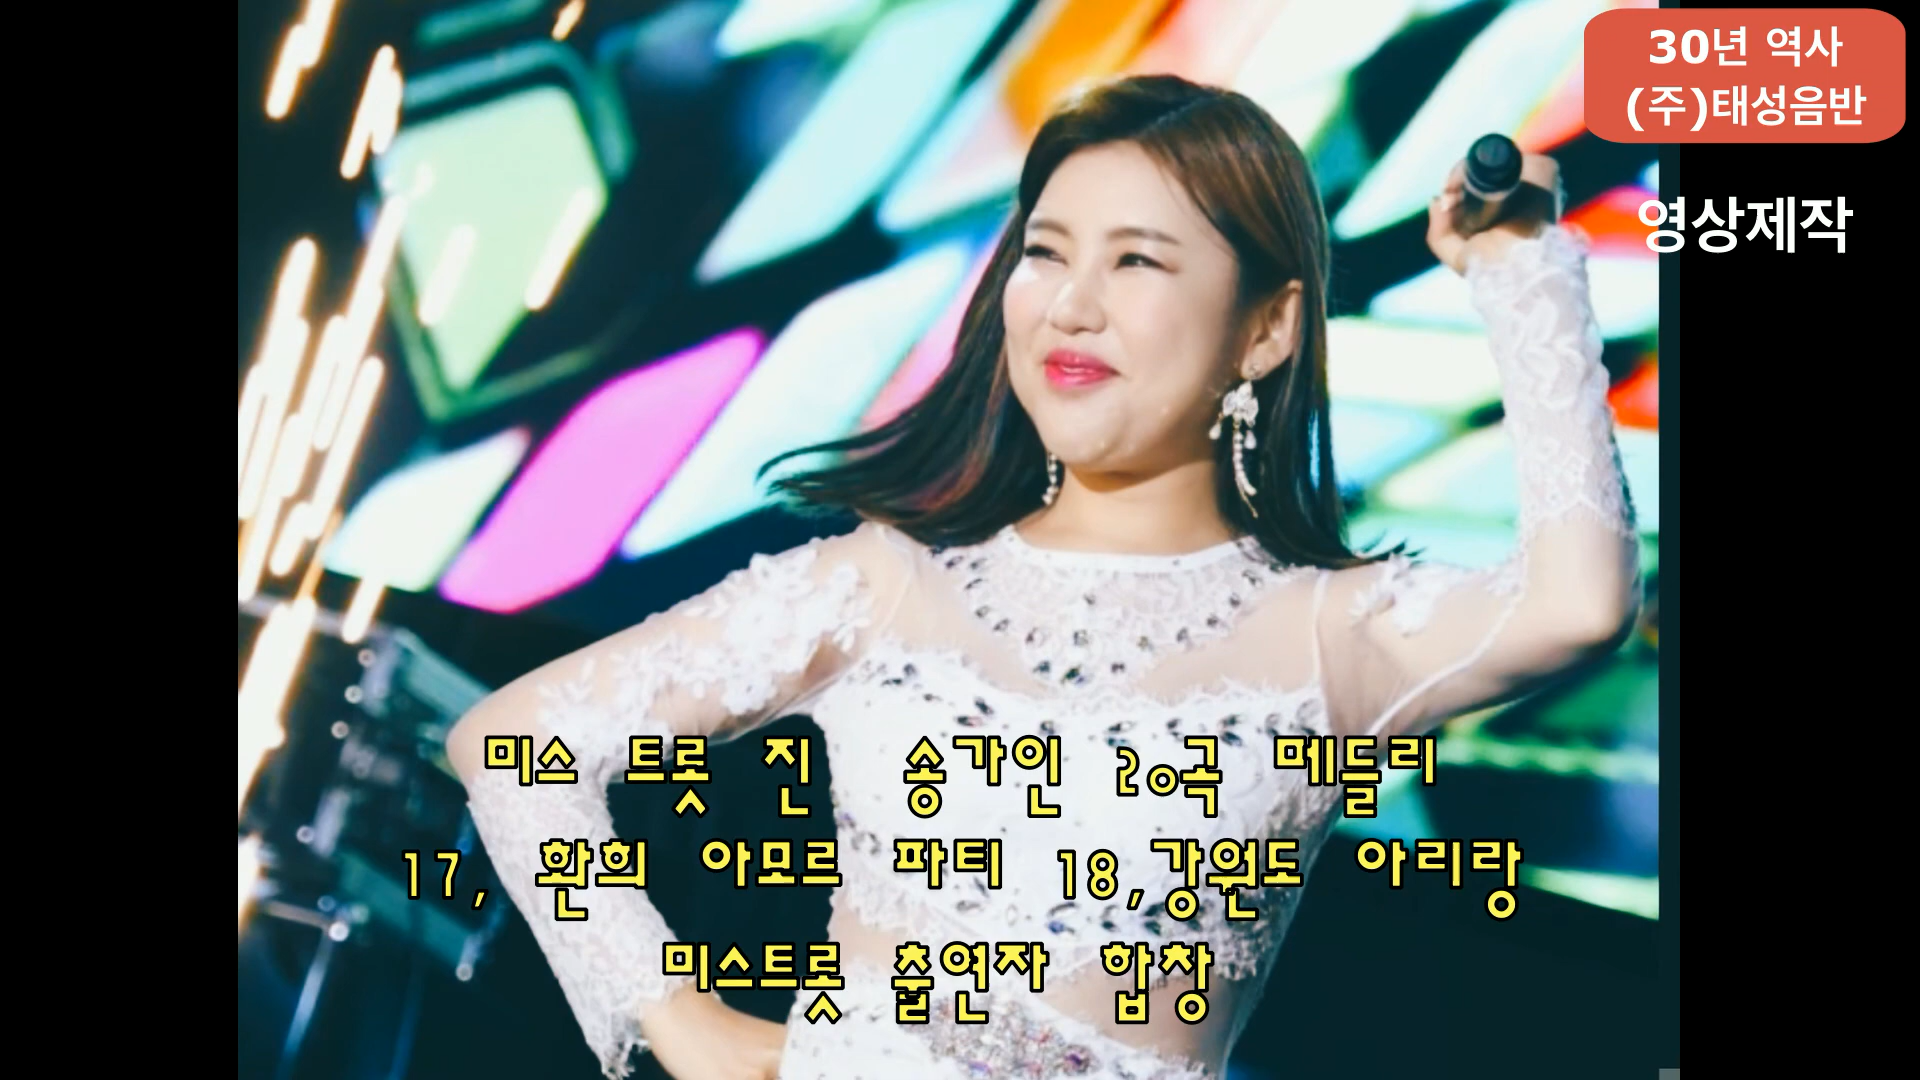 30년 역사
(주)태성음반
영상제작
미스 트롯 진 송가인 20곡 메들리
17, 환희 아모르 파티 18,강원도 아리랑
미스트롯 출연자 합창